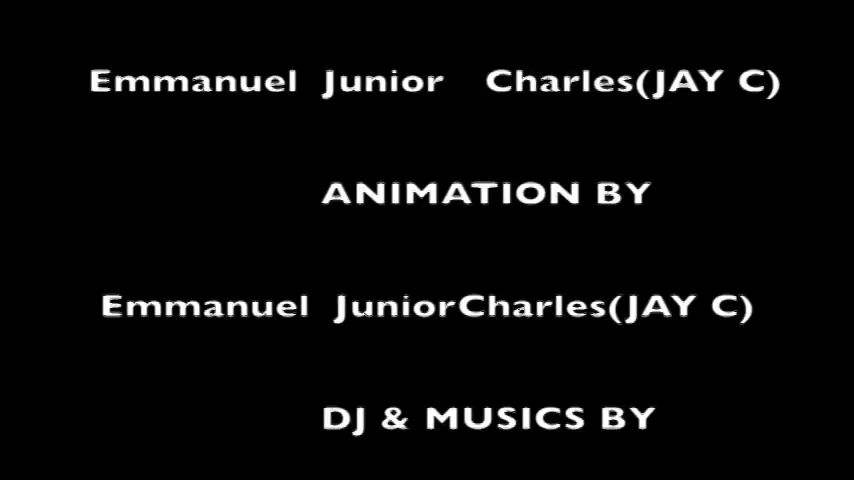 Emmanuel Junior Charles(JAY C)
ANIMATION BY
Emmanuel JuniorCharles(JAY C)
DJ & MUSICS BY